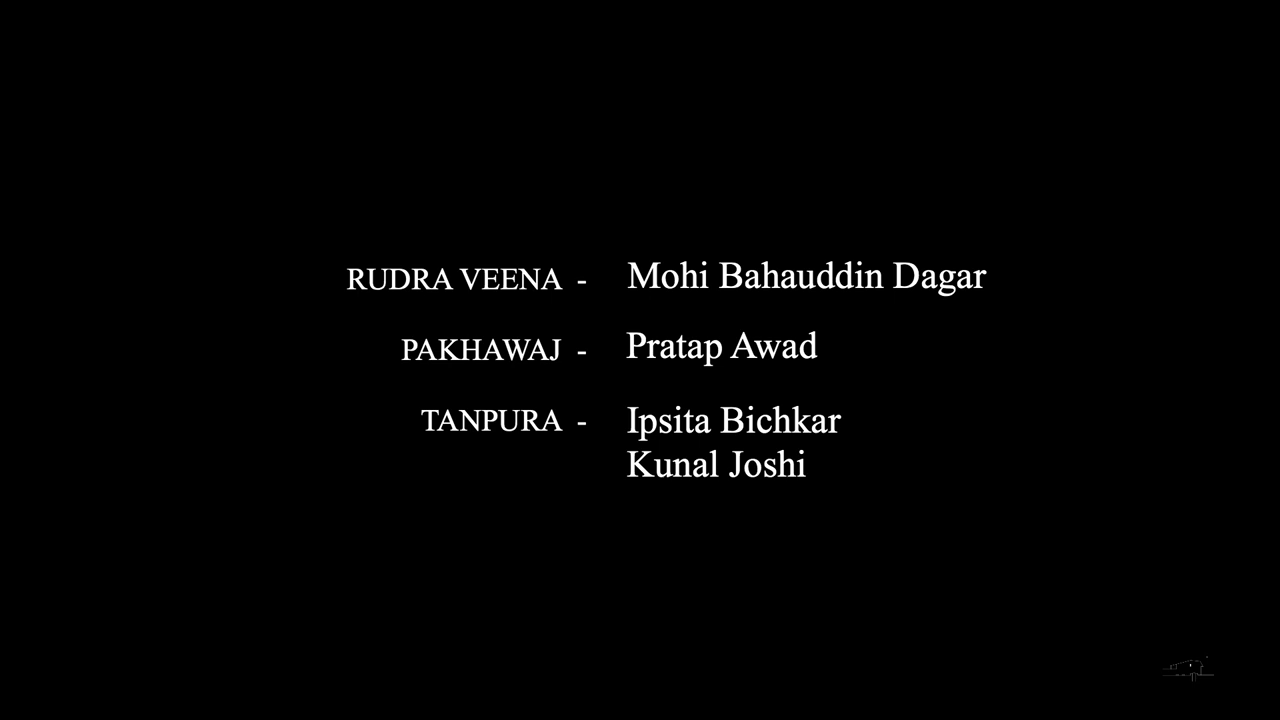 RUDRA VEENA - Mohi Bahauddin Dagar
PAKHAWAJ - Pratap Awad
TANPURA - Ipsita Bichkar
Kunal Joshi